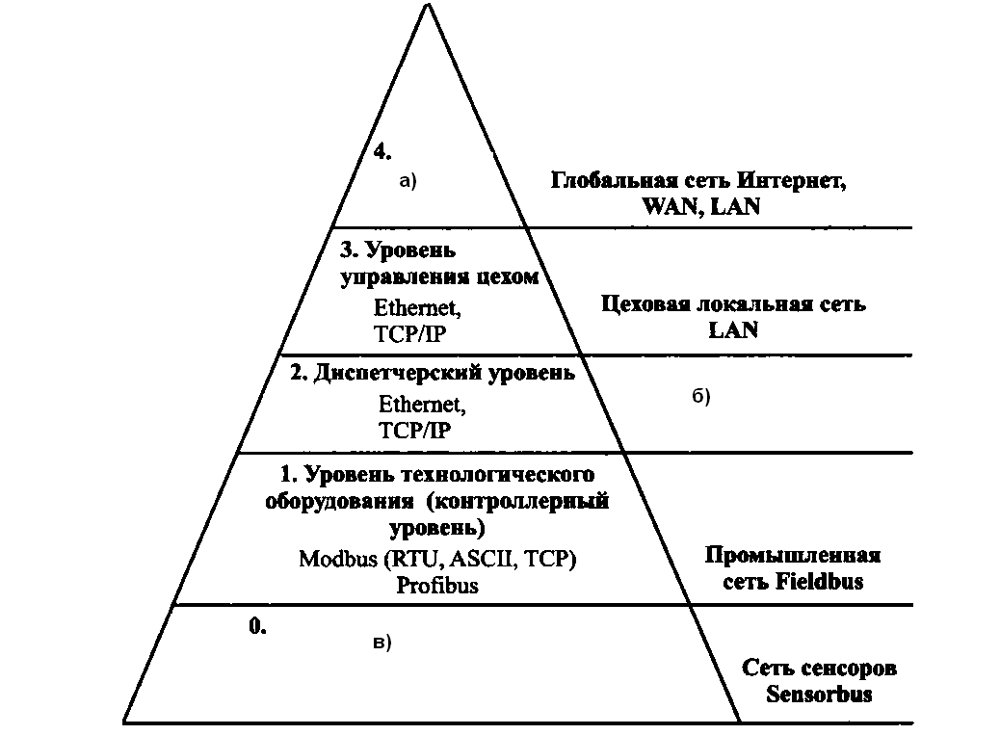 4.
а)
Глобальная сеть Интернет,
WAN, LAN
3. Уровень
управления цехом
Ethernet,
TCP/IP
Цеховая локальная сеть
LAN
2. Диспетчерский уровень
Ethernet,
TCP/IP
б)
1. Уровень технологического
оборудования (контроллерный
уровень)
Modbus (RTU, ASCII, TCP)
Profibus
Промышленная
сеть Fieldbus
0.
в)
Сеть сенсоров
Sensorbus